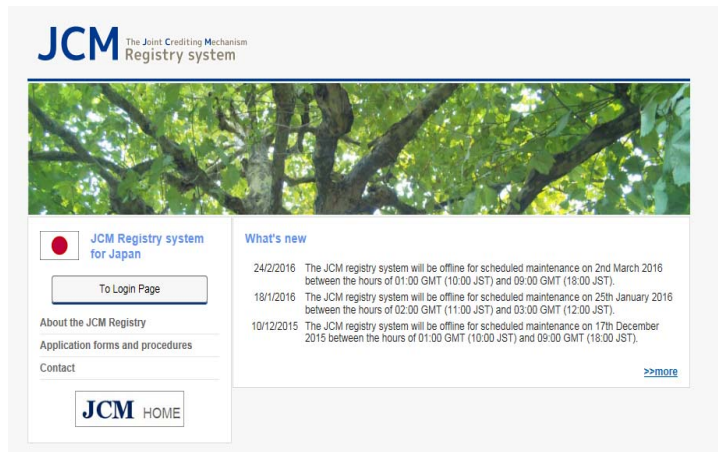 JCM The Joint Crediting Mechanism
Registry system
JCM Registry system
for Japan
To Login Page
About the JCM Registry
Application forms and procedures
Contact
JCM HOME
What's new
24/2/2016 The JCM registry system will be offline for scheduled maintenance on 2nd March 2016
between the hours of 01:00 GMT (10:00 JST) and 09:00 GMT (18:00 JST).
18/1/2016 The JCM registry system will be offline for scheduled maintenance on 25th January 2016
between the hours of 02:00 GMT (11:00 JST) and 03:00 GMT (12:00 JST).
10/12/2015 The JCM registry system will be offline for scheduled maintenance on 17th December
2015 between the hours of 01:00 GMT (10:00 JST) and 09:00 GMT (18:00 JST).
>>more